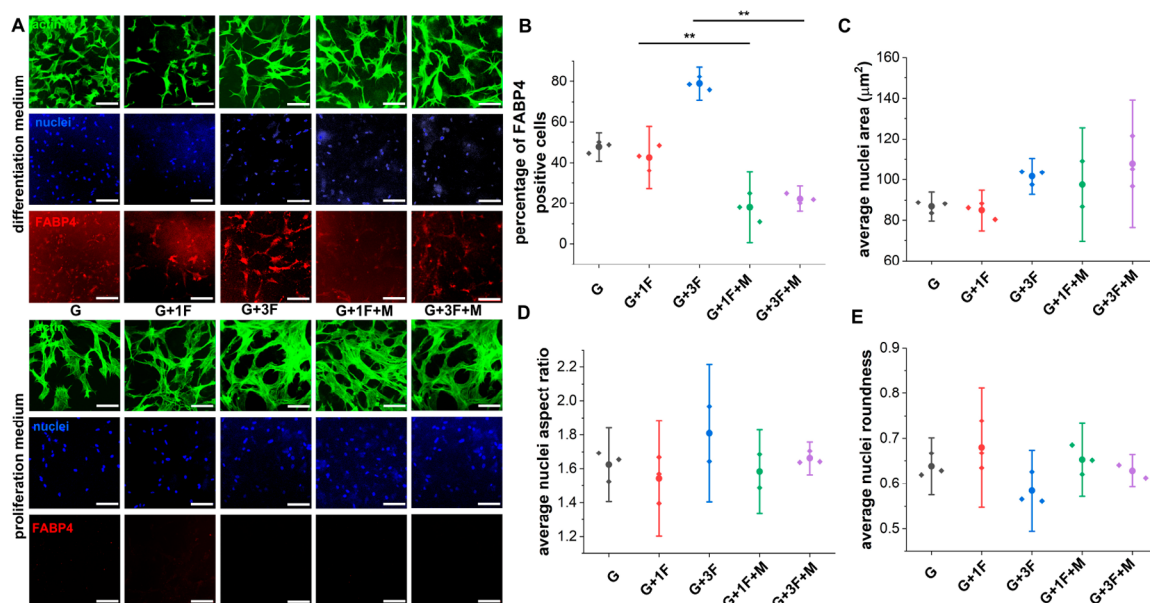 A
differentiation medium
actin
nuclei
FABP4
G G+1F G+3F G+1F+M G+3F+M
proliferation medium
actin
nuclei
FABP4
B
percentage of FABP4
positive cells
80
60
40
20
0
**
**
G G+1F G+3F G+1F+M G+3F+M
C
average nuclei area (μm²)
140
120
100
80
60
G G+1F G+3F G+1F+M G+3F+M
D
average nuclei aspect ratio
2.2
2.0
1.8
1.6
1.4
1.2
G G+1F G+3F G+1F+M G+3F+M
E
average nuclei roundness
0.9
0.8
0.7
0.6
0.5
G G+1F G+3F G+1F+M G+3F+M